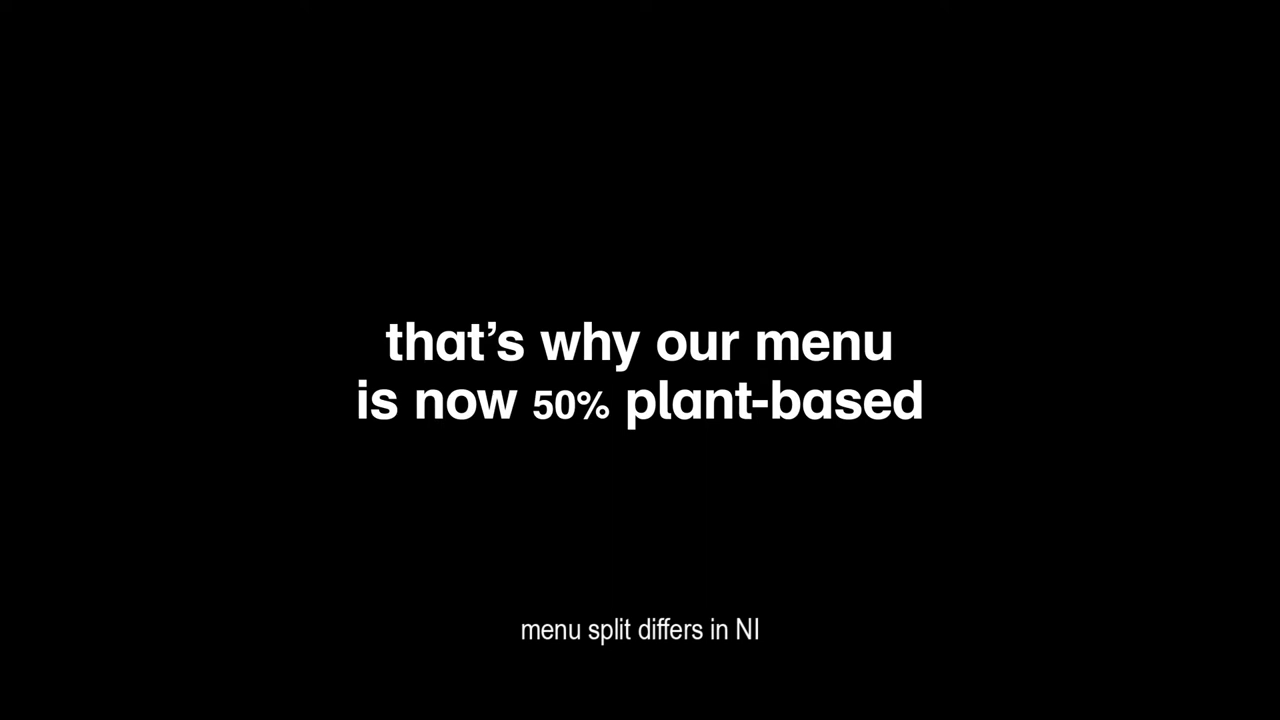 that’s why our menu
is now 50% plant-based
menu split differs in NI